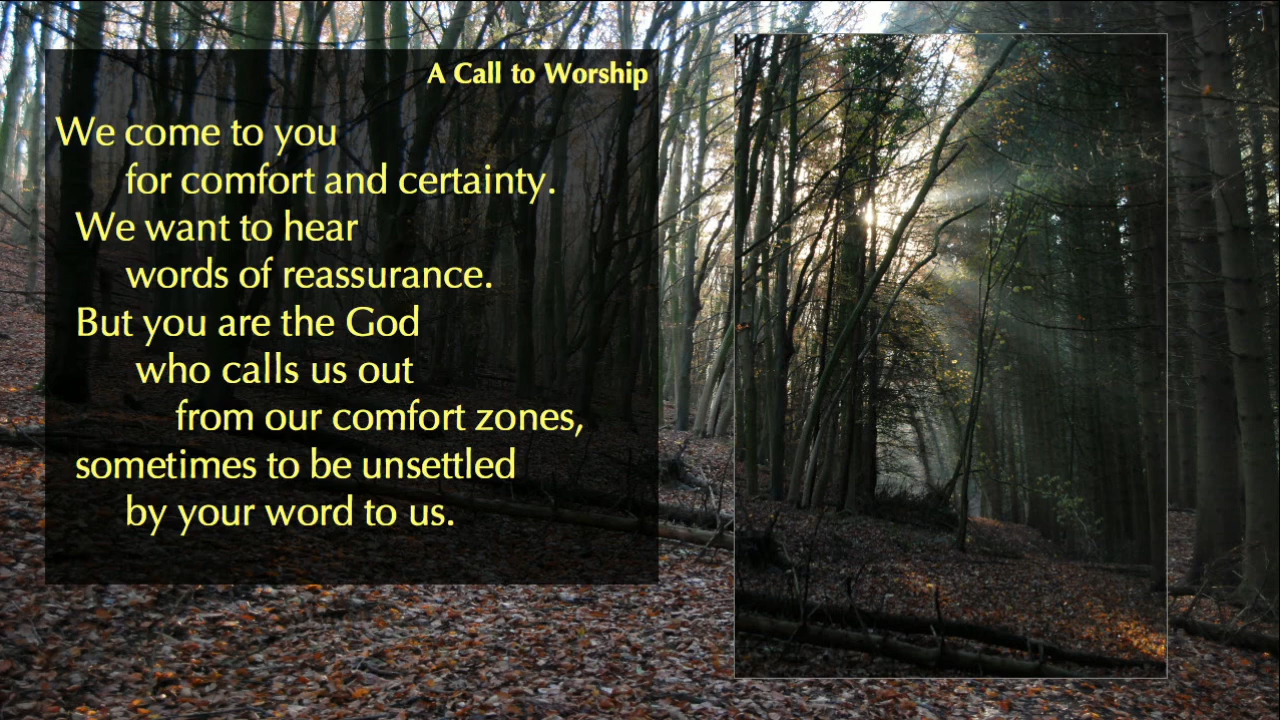 A Call to Worship
We come to you
for comfort and certainty.
We want to hear
words of reassurance.
But you are the God
who calls us out
from our comfort zones,
sometimes to be unsettled
by your word to us.